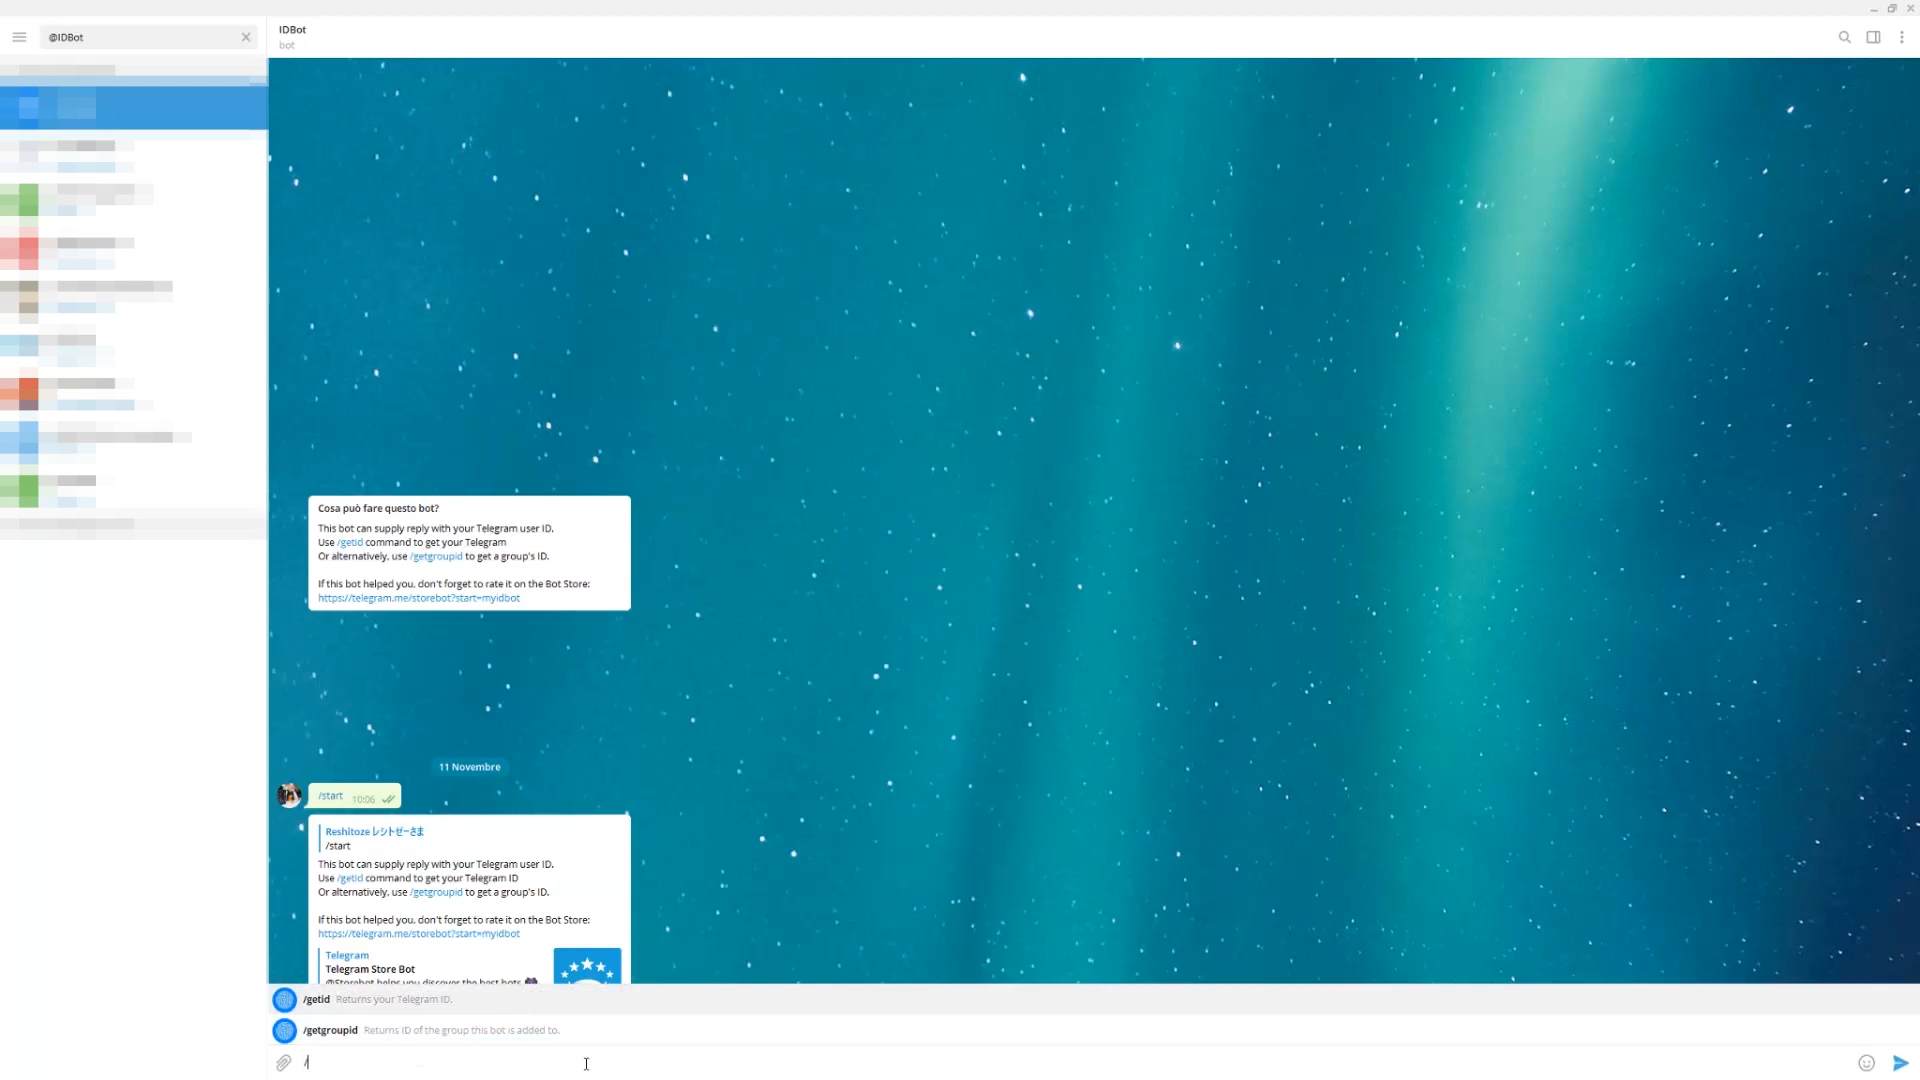 @IDBot
IDBot
bot
Cosa può fare questo bot?
This bot can supply reply with your Telegram user ID.
Use /getid command to get your Telegram
Or alternatively, use /getgroupid to get a group's ID.
If this bot helped you, don't forget to rate it on the Bot Store:
https://telegram.me/storebot?start=myidbot
11 Novembre
/start 10:06
Reshitoze レシトゼーさま
/start
This bot can supply reply with your Telegram user ID.
Use /getid command to get your Telegram ID
Or alternatively, use /getgroupid to get a group's ID.
If this bot helped you, don't forget to rate it on the Bot Store:
https://telegram.me/storebot?start=myidbot
Telegram
Telegram Store Bot
@Storebot helps you discover the best bots
/getid Returns your Telegram ID.
/getgroupid Returns ID of the group this bot is added to.
/